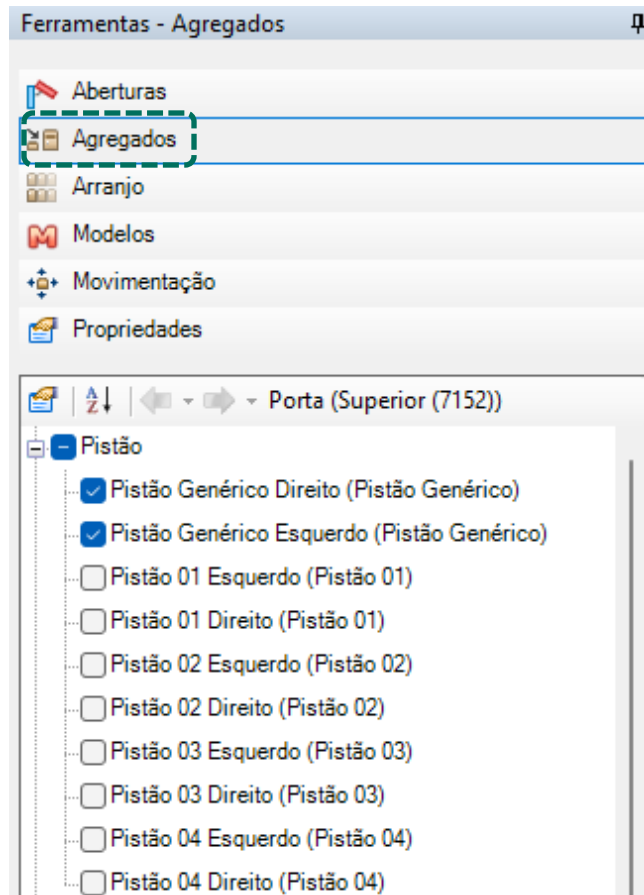 Ferramentas - Agregados
Aberturas
Agregados
Arranjo
Modelos
Movimentação
Propriedades
Porta (Superior (7152))
Pistão
Pistão Genérico Direito (Pistão Genérico)
Pistão Genérico Esquerdo (Pistão Genérico)
Pistão 01 Esquerdo (Pistão 01)
Pistão 01 Direito (Pistão 01)
Pistão 02 Esquerdo (Pistão 02)
Pistão 02 Direito (Pistão 02)
Pistão 03 Esquerdo (Pistão 03)
Pistão 03 Direito (Pistão 03)
Pistão 04 Esquerdo (Pistão 04)
Pistão 04 Direito (Pistão 04)